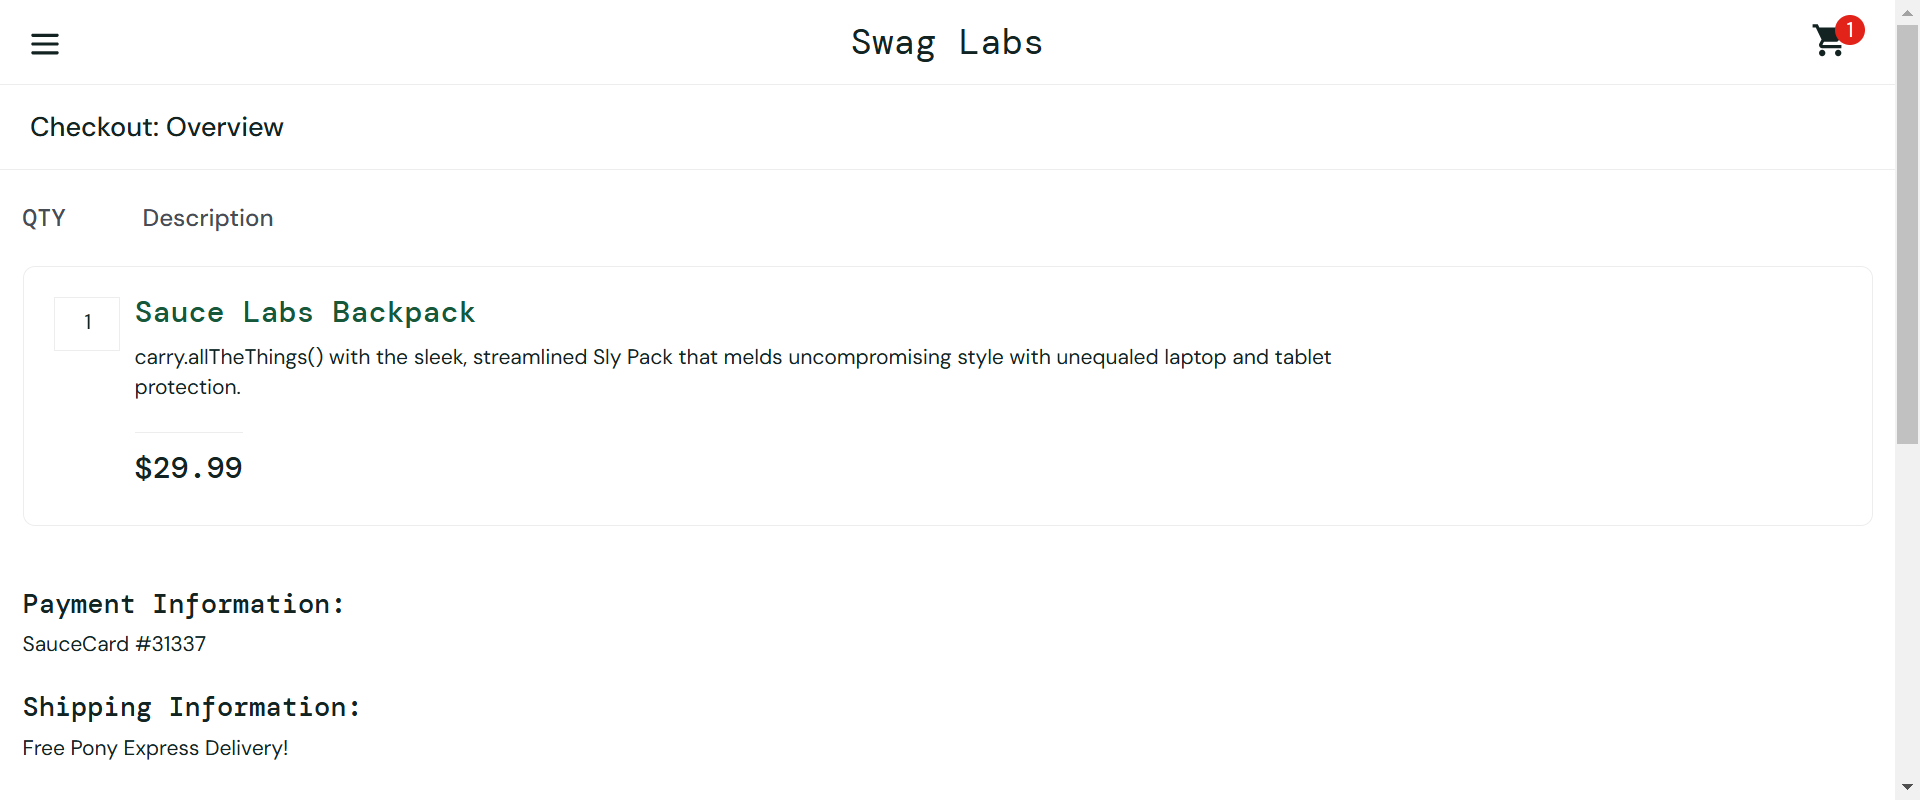 Swag Labs
1
Checkout: Overview
QTY Description
1
Sauce Labs Backpack
carry.allTheThings() with the sleek, streamlined Sly Pack that melds uncompromising style with unequaled laptop and tablet
protection.
$29.99
Payment Information:
SauceCard #31337
Shipping Information:
Free Pony Express Delivery!